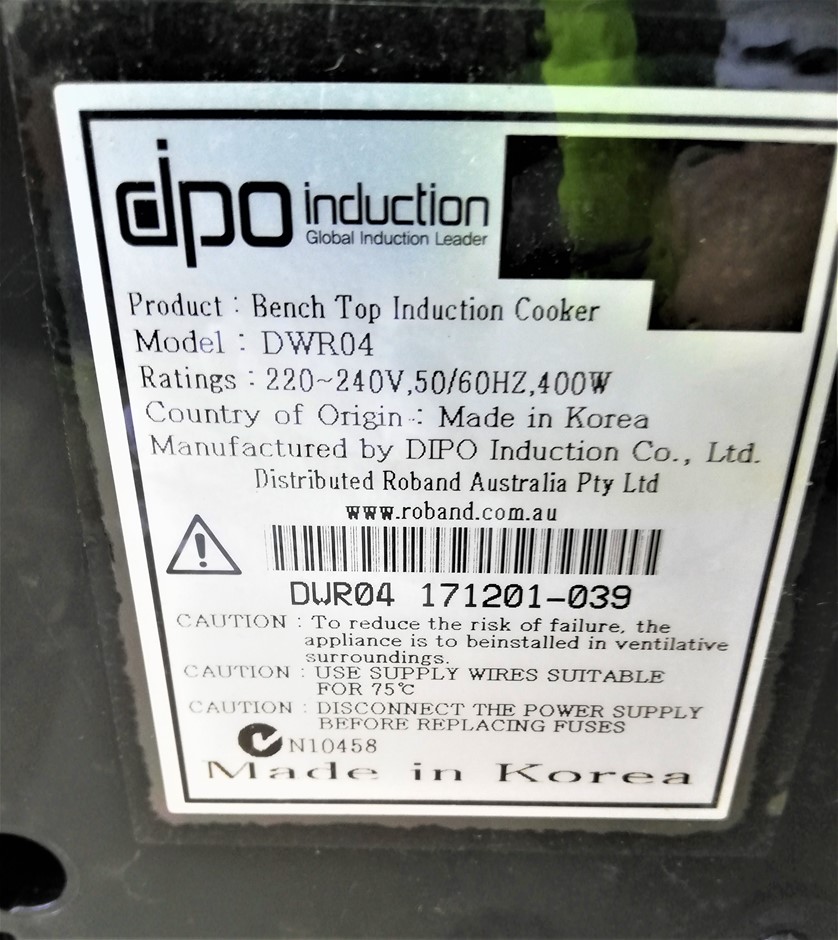 dipo induction
Global Induction Leader
Product : Bench Top Induction Cooker
Model : DWR04
Ratings : 220~240V,50/60HZ,400W
Country of Origin : Made in Korea
Manufactured by DIPO Induction Co., Ltd.
Distributed Roband Australia Pty Ltd
www.roband.com.au
DWR04 171201-039
CAUTION : To reduce the risk of failure, the
appliance is to beinstalled in ventilative
surroundings.
CAUTION : USE SUPPLY WIRES SUITABLE
FOR 75℃
CAUTION : DISCONNECT THE POWER SUPPLY
BEFORE REPLACING FUSES
N10458
Made in Korea